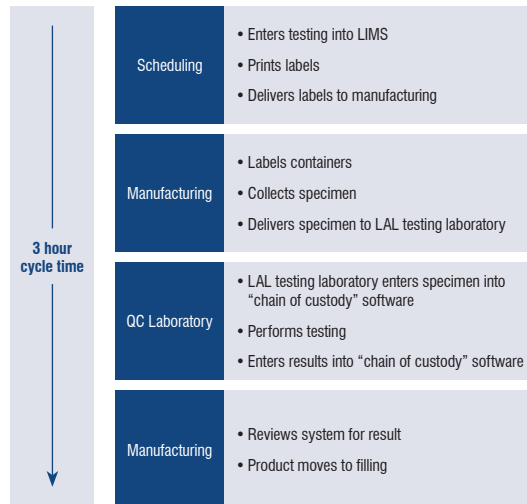 3 hour
cycle time
Scheduling
• Enters testing into LIMS
• Prints labels
• Delivers labels to manufacturing
Manufacturing
• Labels containers
• Collects specimen
• Delivers specimen to LAL testing laboratory
QC Laboratory
• LAL testing laboratory enters specimen into
“chain of custody” software
• Performs testing
• Enters results into “chain of custody” software
Manufacturing
• Reviews system for result
• Product moves to filling